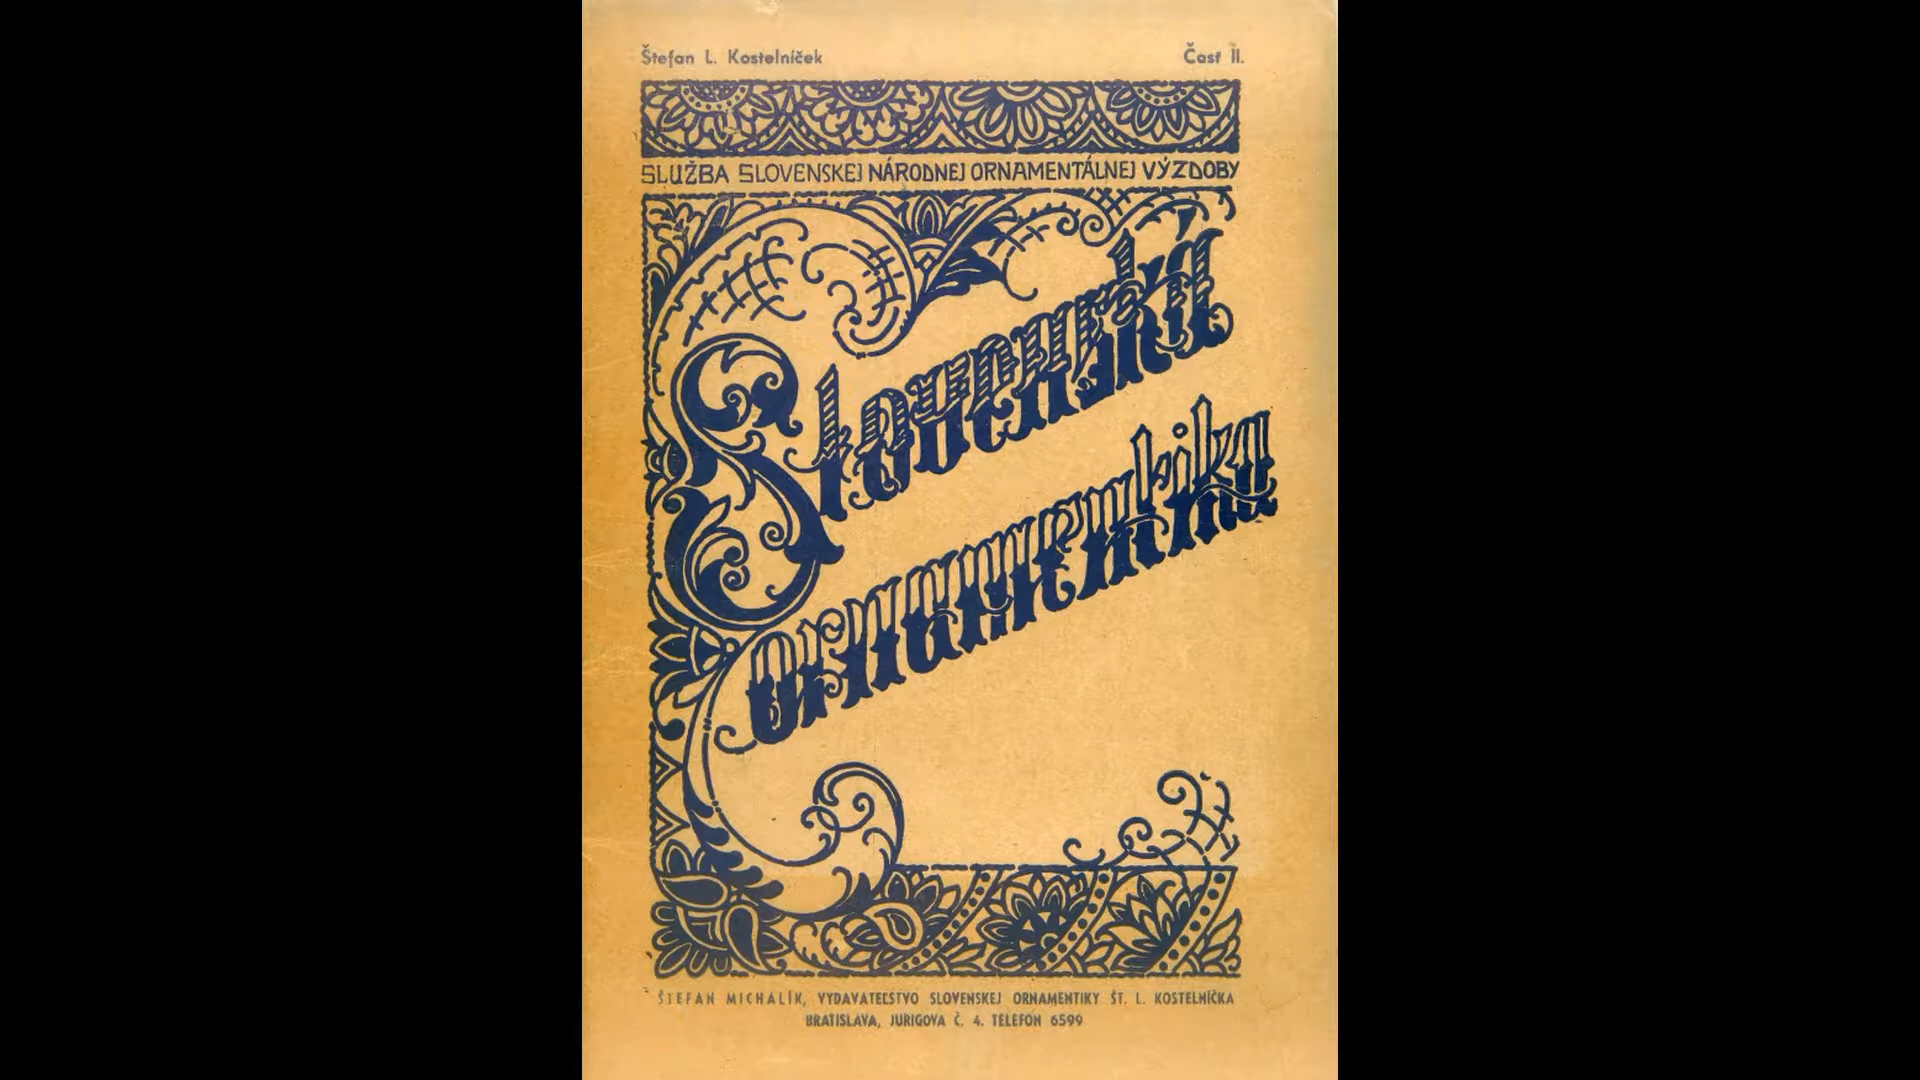 Štefan L. Kostelníček
Časť II.
SLUŽBA SLOVENSKEJ NÁRODNEJ ORNAMENTÁLNEJ VÝZDOBY
Slovenská
ornamentika
ŠTEFAN MICHALÍK, VYDAVATEĽSTVO SLOVENSKEJ ORNAMENTIKY ŠT. L. KOSTELNÍČKA
BRATISLAVA, JURIGOVA Č. 4. TELEFON 6599